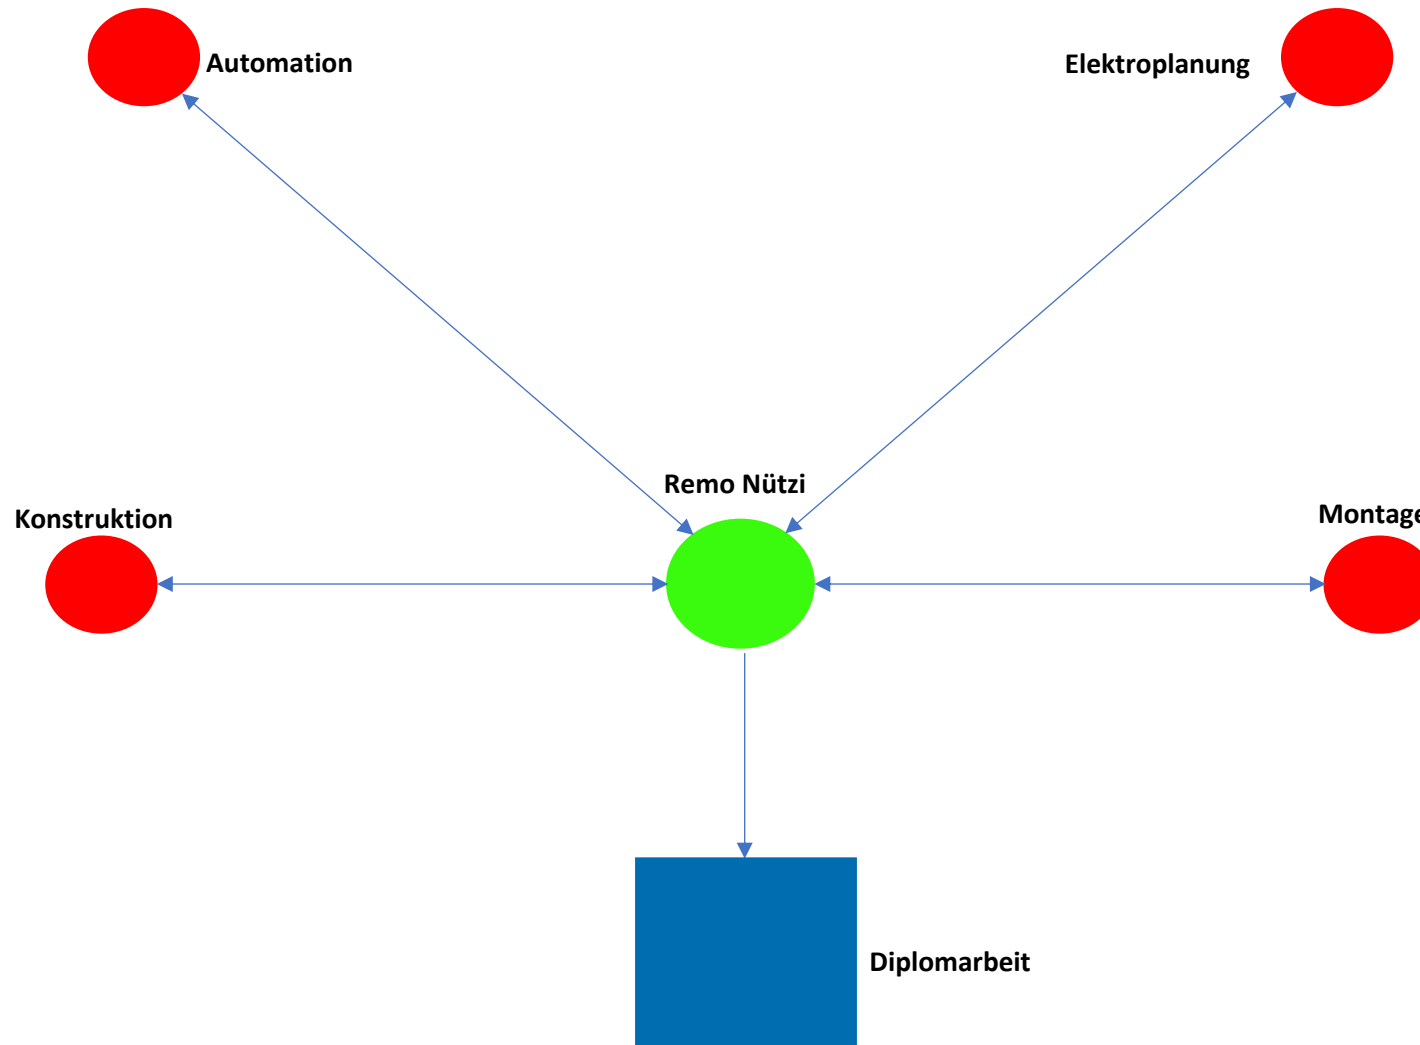 Automation
Elektroplanung
Remo Nützi
Konstruktion
Montage
Diplomarbeit